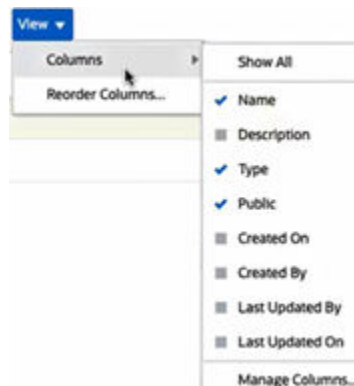 View
Columns
Reorder Columns...
Show All
Name
Description
Type
Public
Created On
Created By
Last Updated By
Last Updated On
Manage Columns..